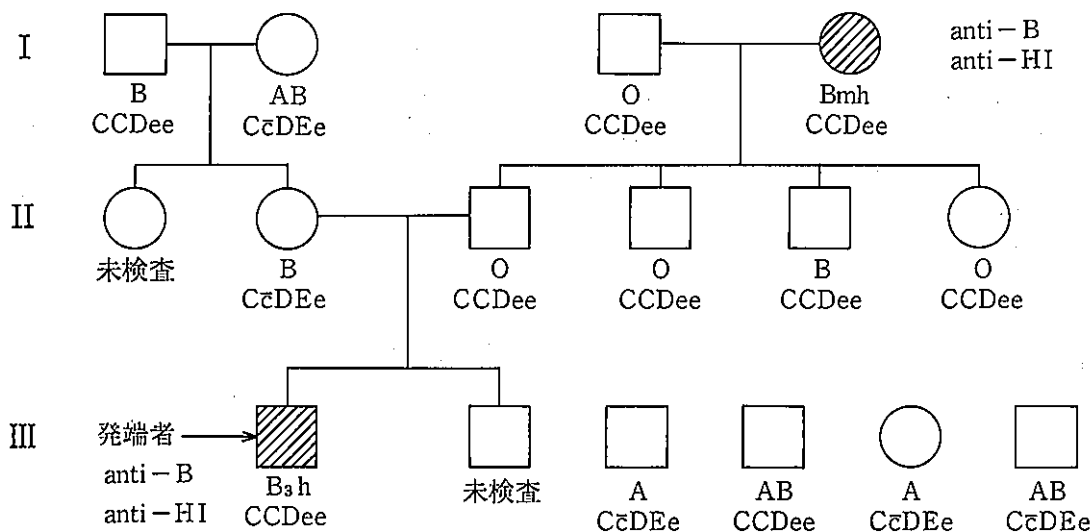 I
B
CCDee
AB
Cc̄DEe
O
CCDee
Bmh
CCDee
anti-B
anti-HI
II
未検査
B
Cc̄DEe
O
CCDee
O
CCDee
B
CCDee
O
CCDee
III
発端者
anti-B
anti-HI
B₃h
CCDee
未検査
A
Cc̄DEe
AB
CCDee
A
Cc̄DEe
AB
Cc̄DEe